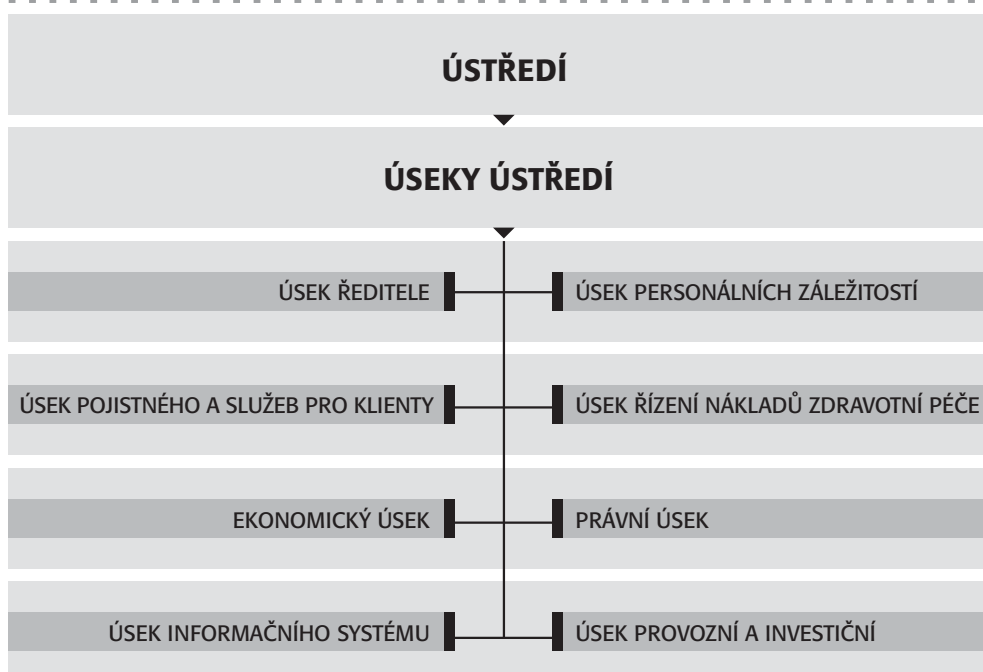 ÚSTŘEDÍ
ÚSEKY ÚSTŘEDÍ
ÚSEK ŘEDITELE
ÚSEK PERSONÁLNÍCH ZÁLEŽITOSTÍ
ÚSEK POJISTNÉHO A SLUŽEB PRO KLIENTY
ÚSEK ŘÍZENÍ NÁKLADŮ ZDRAVOTNÍ PÉČE
EKONOMICKÝ ÚSEK
PRÁVNÍ ÚSEK
ÚSEK INFORMAČNÍHO SYSTÉMU
ÚSEK PROVOZNÍ A INVESTIČNÍ